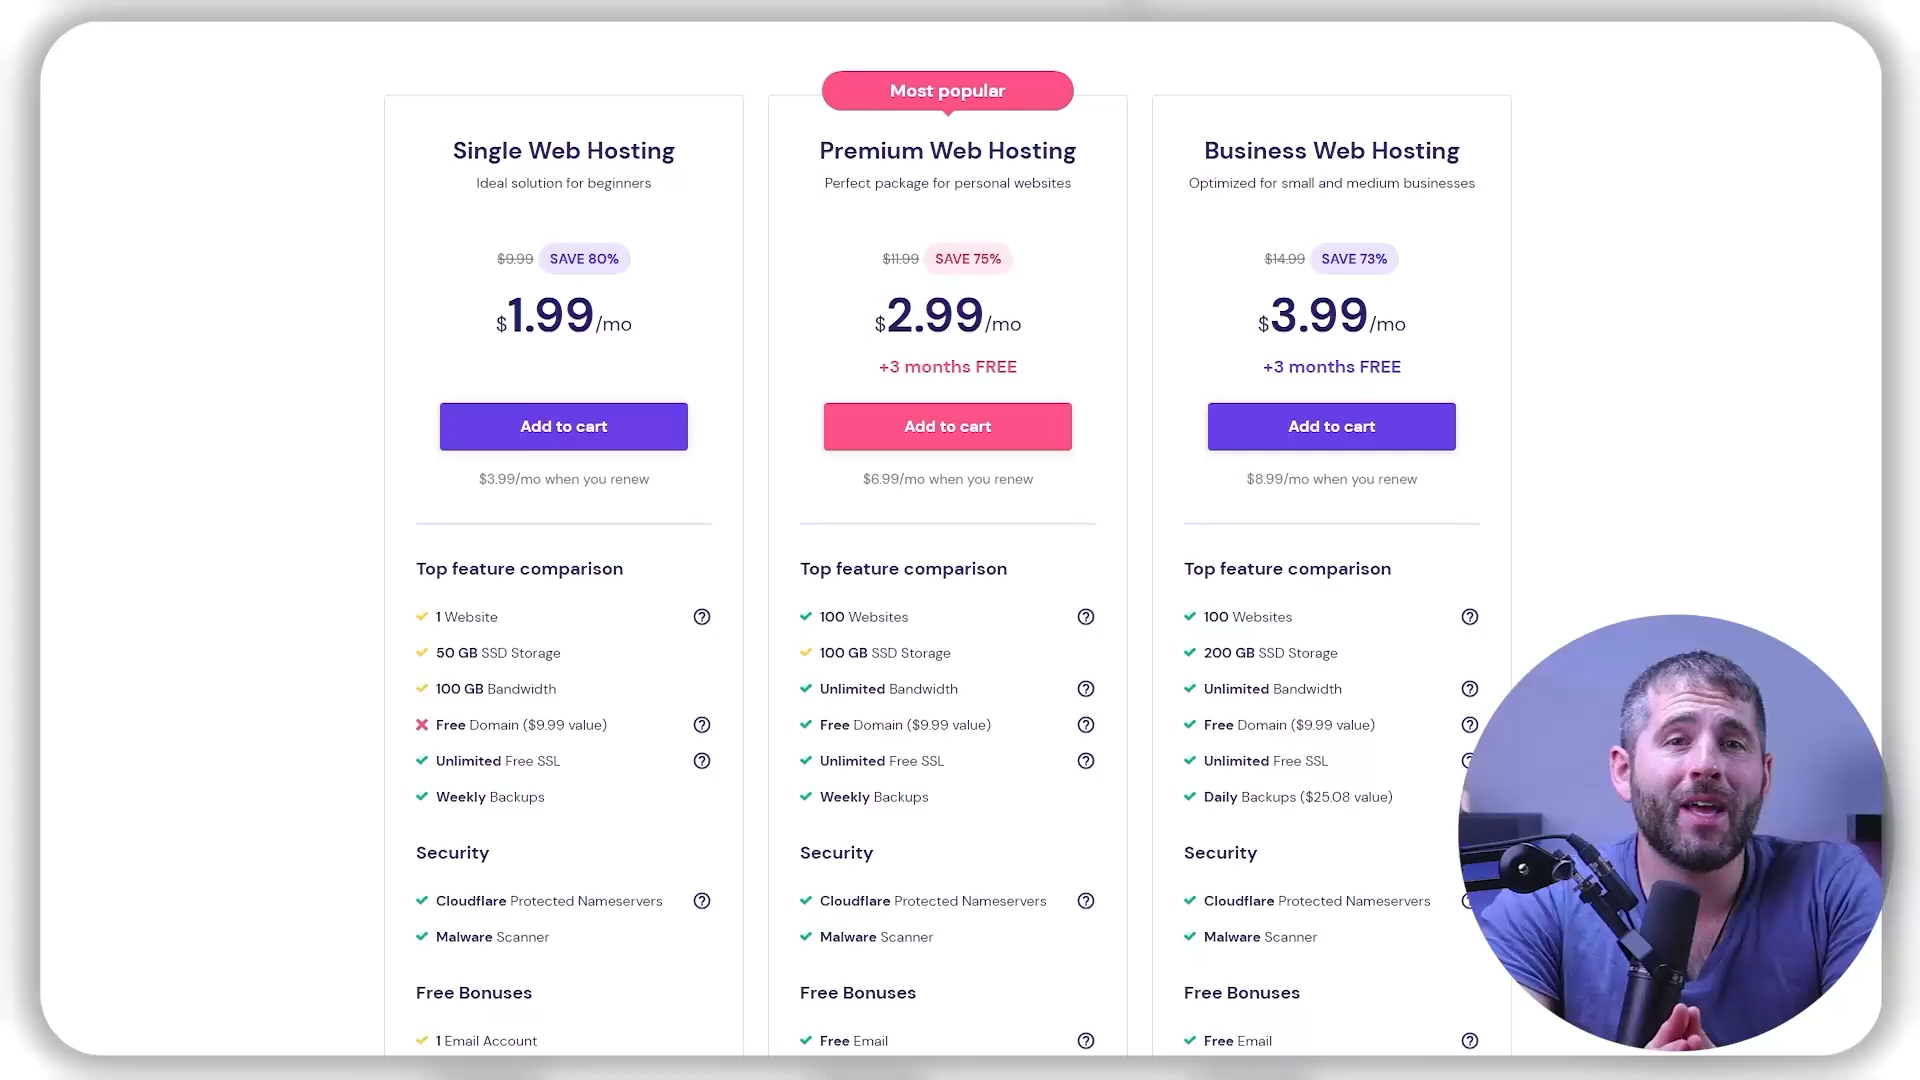 Most popular
Single Web Hosting
Ideal solution for beginners
$9.99 SAVE 80%
$1.99/mo
Add to cart
$3.99/mo when you renew
Top feature comparison
1 Website
50 GB SSD Storage
100 GB Bandwidth
Free Domain ($9.99 value)
Unlimited Free SSL
Weekly Backups
Security
Cloudflare Protected Nameservers
Malware Scanner
Free Bonuses
1 Email Account
Premium Web Hosting
Perfect package for personal websites
$11.99 SAVE 75%
$2.99/mo
+3 months FREE
Add to cart
$6.99/mo when you renew
Top feature comparison
100 Websites
100 GB SSD Storage
Unlimited Bandwidth
Free Domain ($9.99 value)
Unlimited Free SSL
Weekly Backups
Security
Cloudflare Protected Nameservers
Malware Scanner
Free Bonuses
Free Email
Business Web Hosting
Optimized for small and medium businesses
$14.99 SAVE 73%
$3.99/mo
+3 months FREE
Add to cart
$8.99/mo when you renew
Top feature comparison
100 Websites
200 GB SSD Storage
Unlimited Bandwidth
Free Domain ($9.99 value)
Unlimited Free SSL
Daily Backups ($25.08 value)
Security
Cloudflare Protected Nameservers
Malware Scanner
Free Bonuses
Free Email